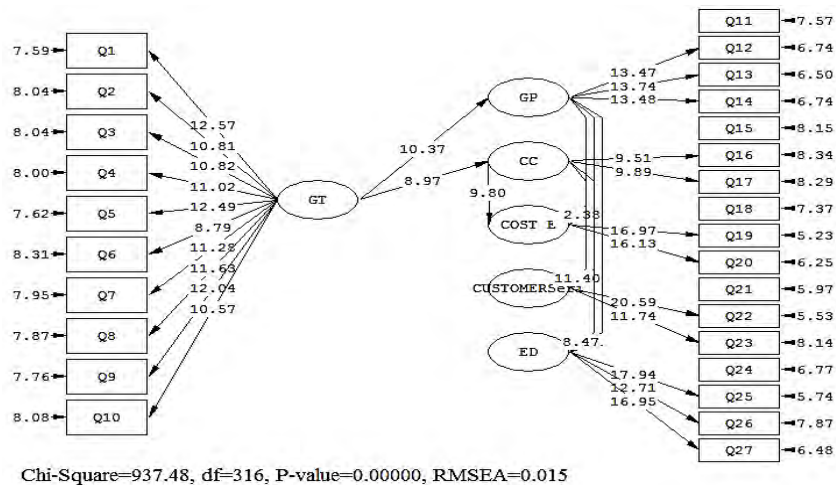 7.59 Q1
8.04 Q2
8.04 Q3
8.00 Q4
7.62 Q5
8.31 Q6
7.95 Q7
7.87 Q8
7.76 Q9
8.08 Q10
12.57
10.81
10.82
11.02
12.49
8.79
11.28
11.63
12.04
10.57
GT
10.37
8.97
GP
CC
9.80
COST E
2.38
11.40
CUSTOMERSer
8.47
ED
13.47
13.74
13.48
9.51
9.89
16.97
16.13
20.59
11.74
17.94
12.71
16.95
Q11 7.57
Q12 6.74
Q13 6.50
Q14 6.74
Q15 8.15
Q16 8.34
Q17 8.29
Q18 7.37
Q19 5.23
Q20 6.25
Q21 5.97
Q22 5.53
Q23 8.14
Q24 6.77
Q25 5.74
Q26 7.87
Q27 6.48
Chi-Square=937.48, df=316, P-value=0.00000, RMSEA=0.015